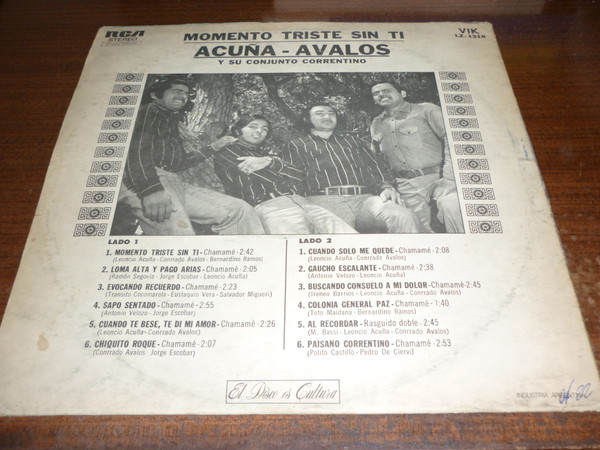 RCA
STEREO
MOMENTO TRISTE SIN TI
ACUÑA - AVALOS
Y SU CONJUNTO CORRENTINO
VIK
LZ-1318
LADO 1
1. MOMENTO TRISTE SIN TI - Chamamé - 2:42
(Leoncio Acuña - Conrrado Avalos - Bernardino Ramos)
2. LOMA ALTA Y PAGO ARIAS - Chamamé - 2:05
(Ramón Segovia - Jorge Escobar - Leoncio Acuña)
3. EVOCANDO RECUERDO - Chamamé - 2:23
(Transito Cocomarola - Eustaquio Vera - Salvador Migueri)
4. SAPO SENTADO - Chamamé - 2:55
(Antonio Velozo - Jorge Escobar)
5. CUANDO TE BESE, TE DI MI AMOR - Chamamé - 2:26
(Leoncio Acuña - Conrrado Avalos)
6. CHIQUITO ROQUE - Chamamé - 2:07
(Conrrado Avalos Jorge Escobar)
LADO 2
1. CUANDO SOLO ME QUEDE - Chamamé - 2:08
(Leoncio Acuña - Conrrado Avalos)
2. GAUCHO ESCALANTE - Chamamé - 2:38
(Antonio Velozo - Leoncio Acuña)
3. BUSCANDO CONSUELO A MI DOLOR - Chamamé - 2:45
(Ireneo Barrios - Leoncio Acuña - Conrrado Avalos)
4. COLONIA GENERAL PAZ - Chamamé - 1:40
(Toto Maidana - Bernardino Ramos)
5. AL RECORDAR - Rasguido doble - 2:45
(M. Bassi - Leoncio Acuña - Conrrado Avalos)
6. PAISANO CORRENTINO - Chamamé - 2:53
(Polito Castillo - Pedro De Ciervi)
El Disco es Cultura
INDUSTRIA